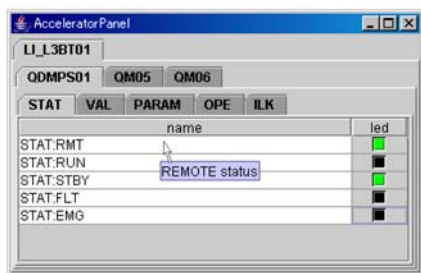 AcceleratorPanel
LI_L3BT01
QDMPS01 QM05 QM06
STAT VAL PARAM OPE ILK
name led
STAT:RMT
STAT:RUN
REMOTE status
STAT:STBY
STAT:FLT
STAT:EMG